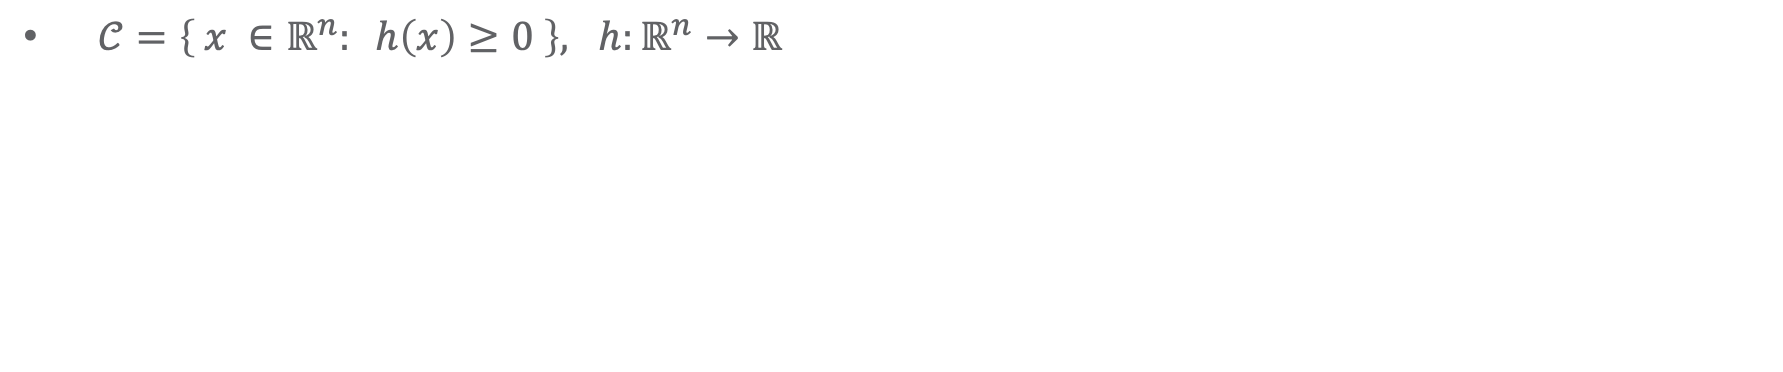 • 𝒞 = { x ∈ ℝⁿ: h(x) ≥ 0 }, h: ℝⁿ → ℝ